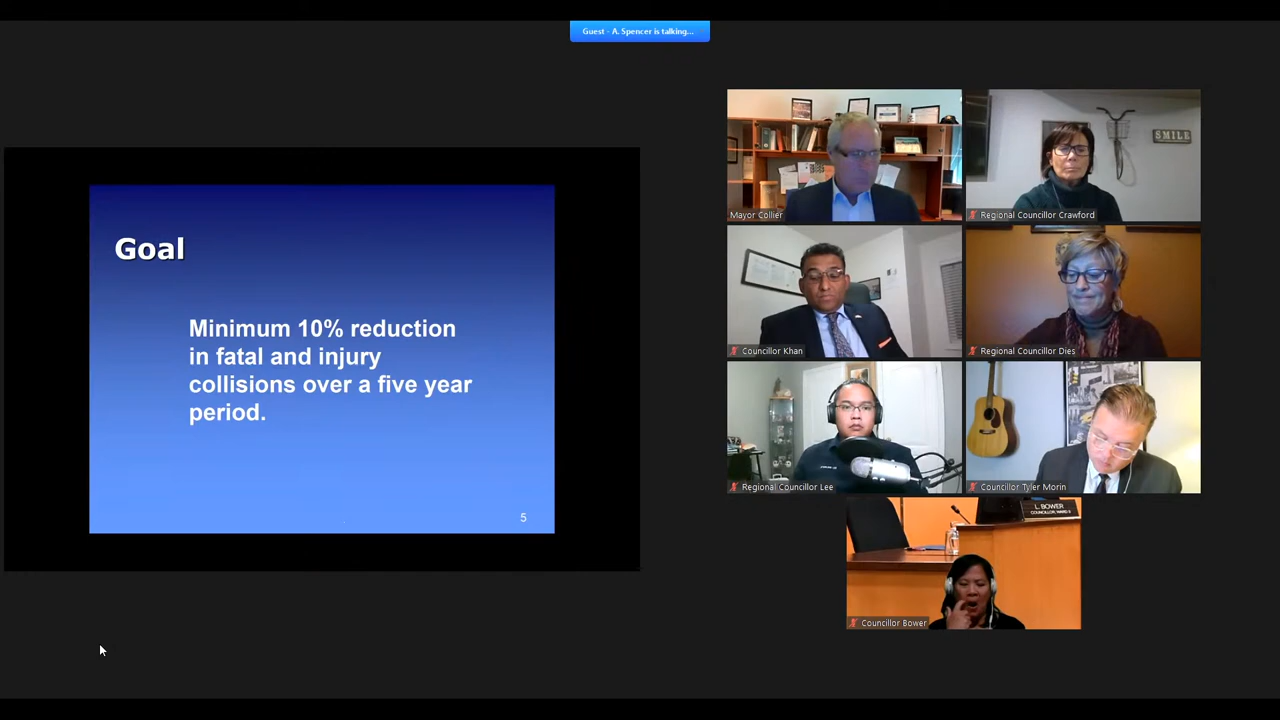 Guest - A. Spencer is talking...
Goal
Minimum 10% reduction
in fatal and injury
collisions over a five year
period.
5
Mayor Collier
SMILE
Regional Councillor Crawford
Councillor Khan
Regional Councillor Dies
Regional Councillor Lee
Councillor Tyler Morin
L. BOWER
Councillor Bower